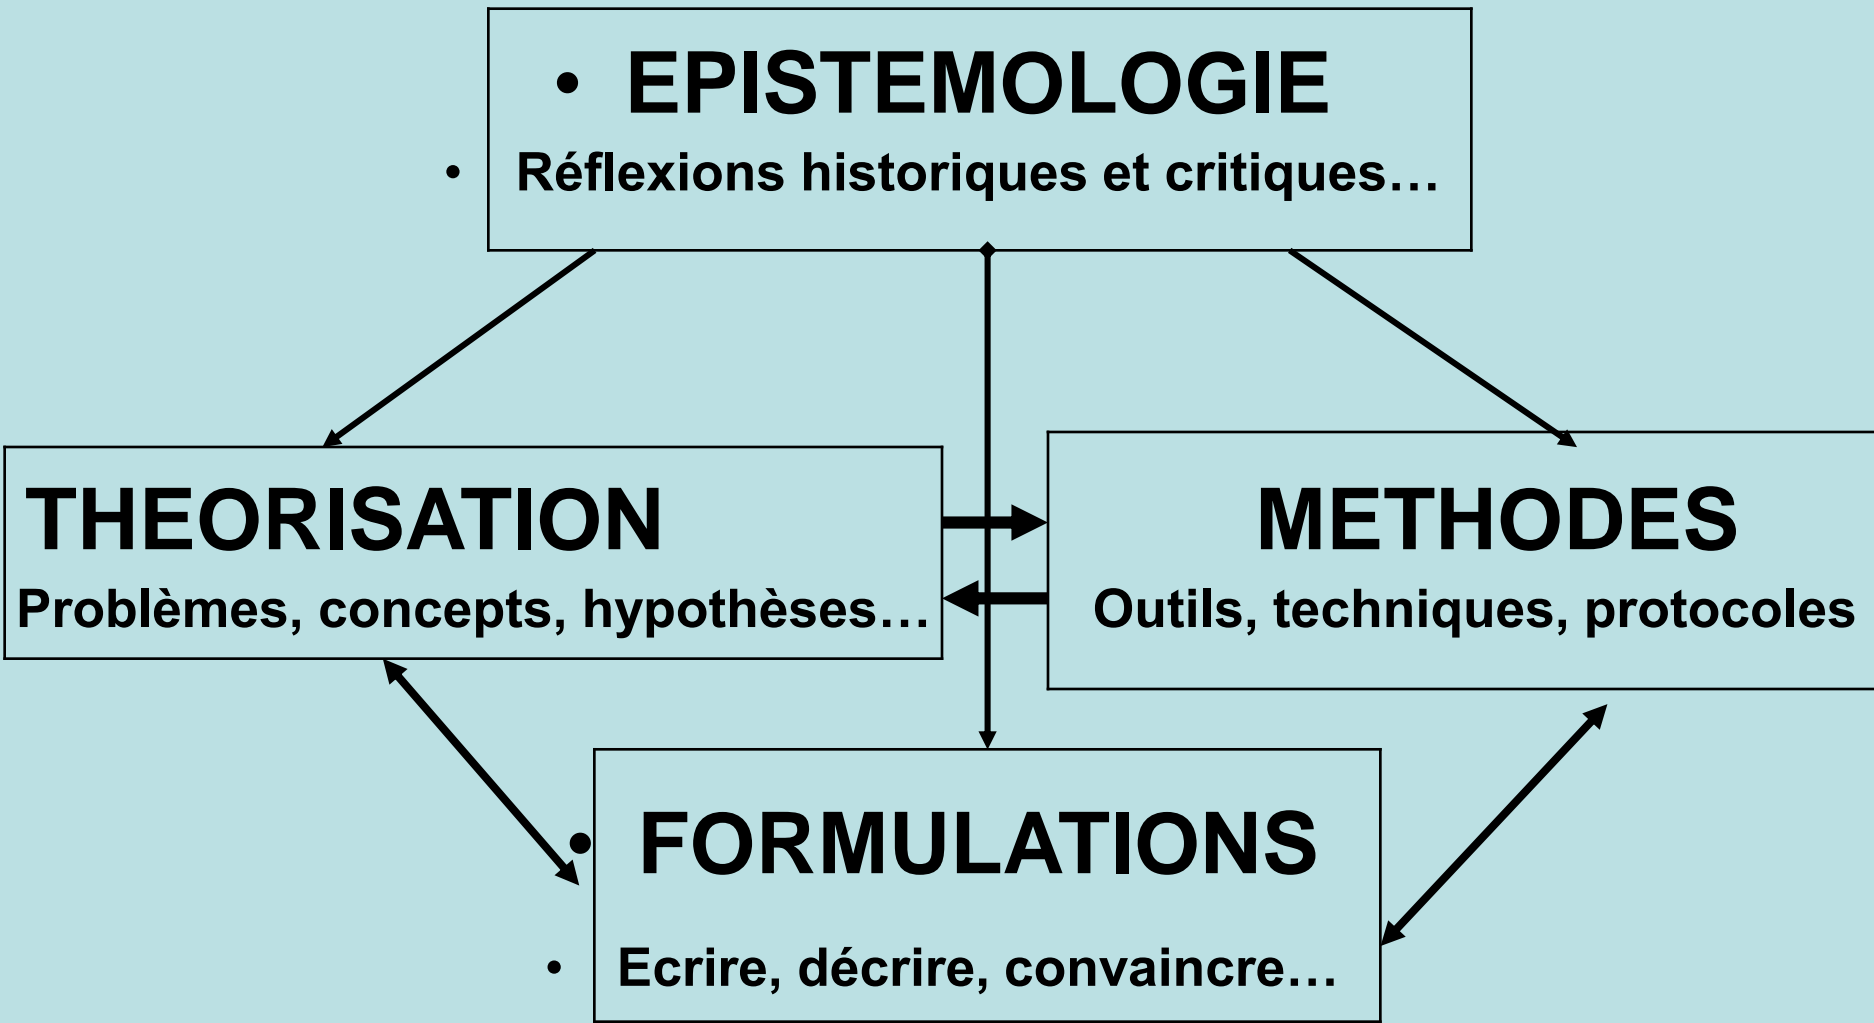 • EPISTEMOLOGIE
• Réflexions historiques et critiques…
THEORISATION
Problèmes, concepts, hypothèses…
METHODES
Outils, techniques, protocoles
• FORMULATIONS
• Ecrire, décrire, convaincre…